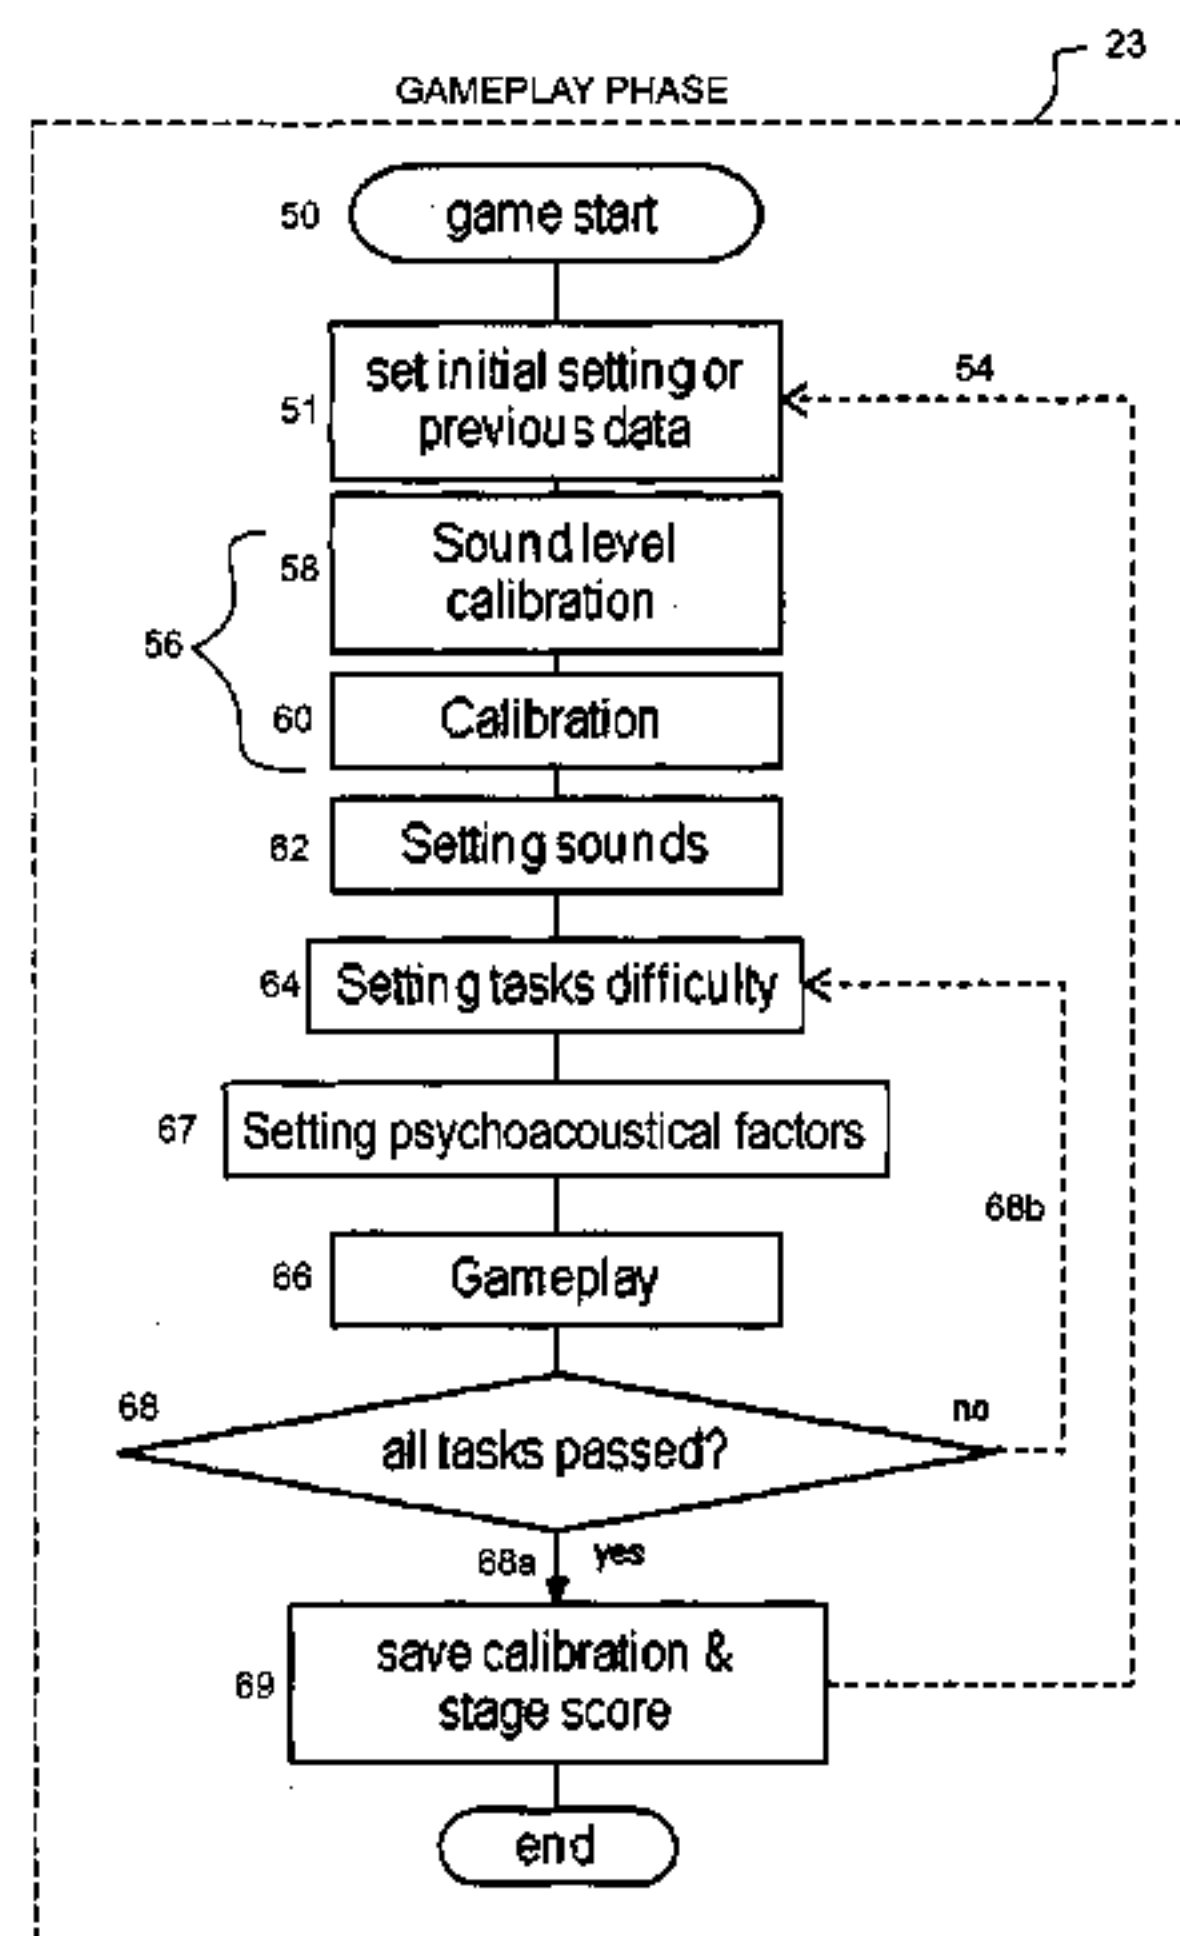 23
GAMEPLAY PHASE
50
game start
54
51
set initial setting or
previous data
58
Sound level
calibration
56
60
Calibration
62
Setting sounds
64
Setting tasks difficulty
67
Setting psychoacoustical factors
68b
66
Gameplay
68
no
all tasks passed?
68a
yes
69
save calibration &
stage score
end